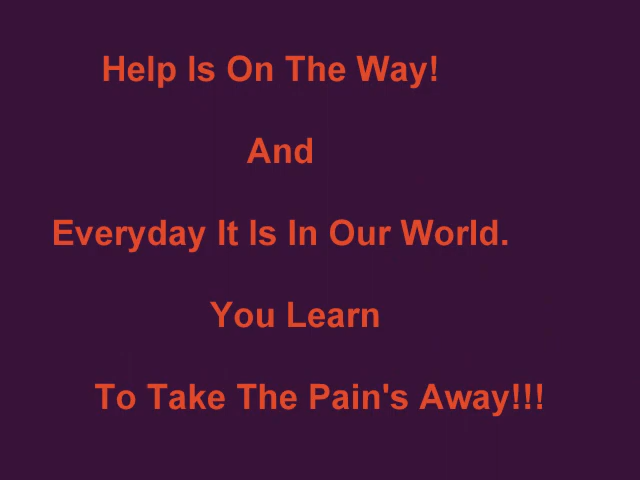 Help Is On The Way!
And
Everyday It Is In Our World.
You Learn
To Take The Pain's Away!!!